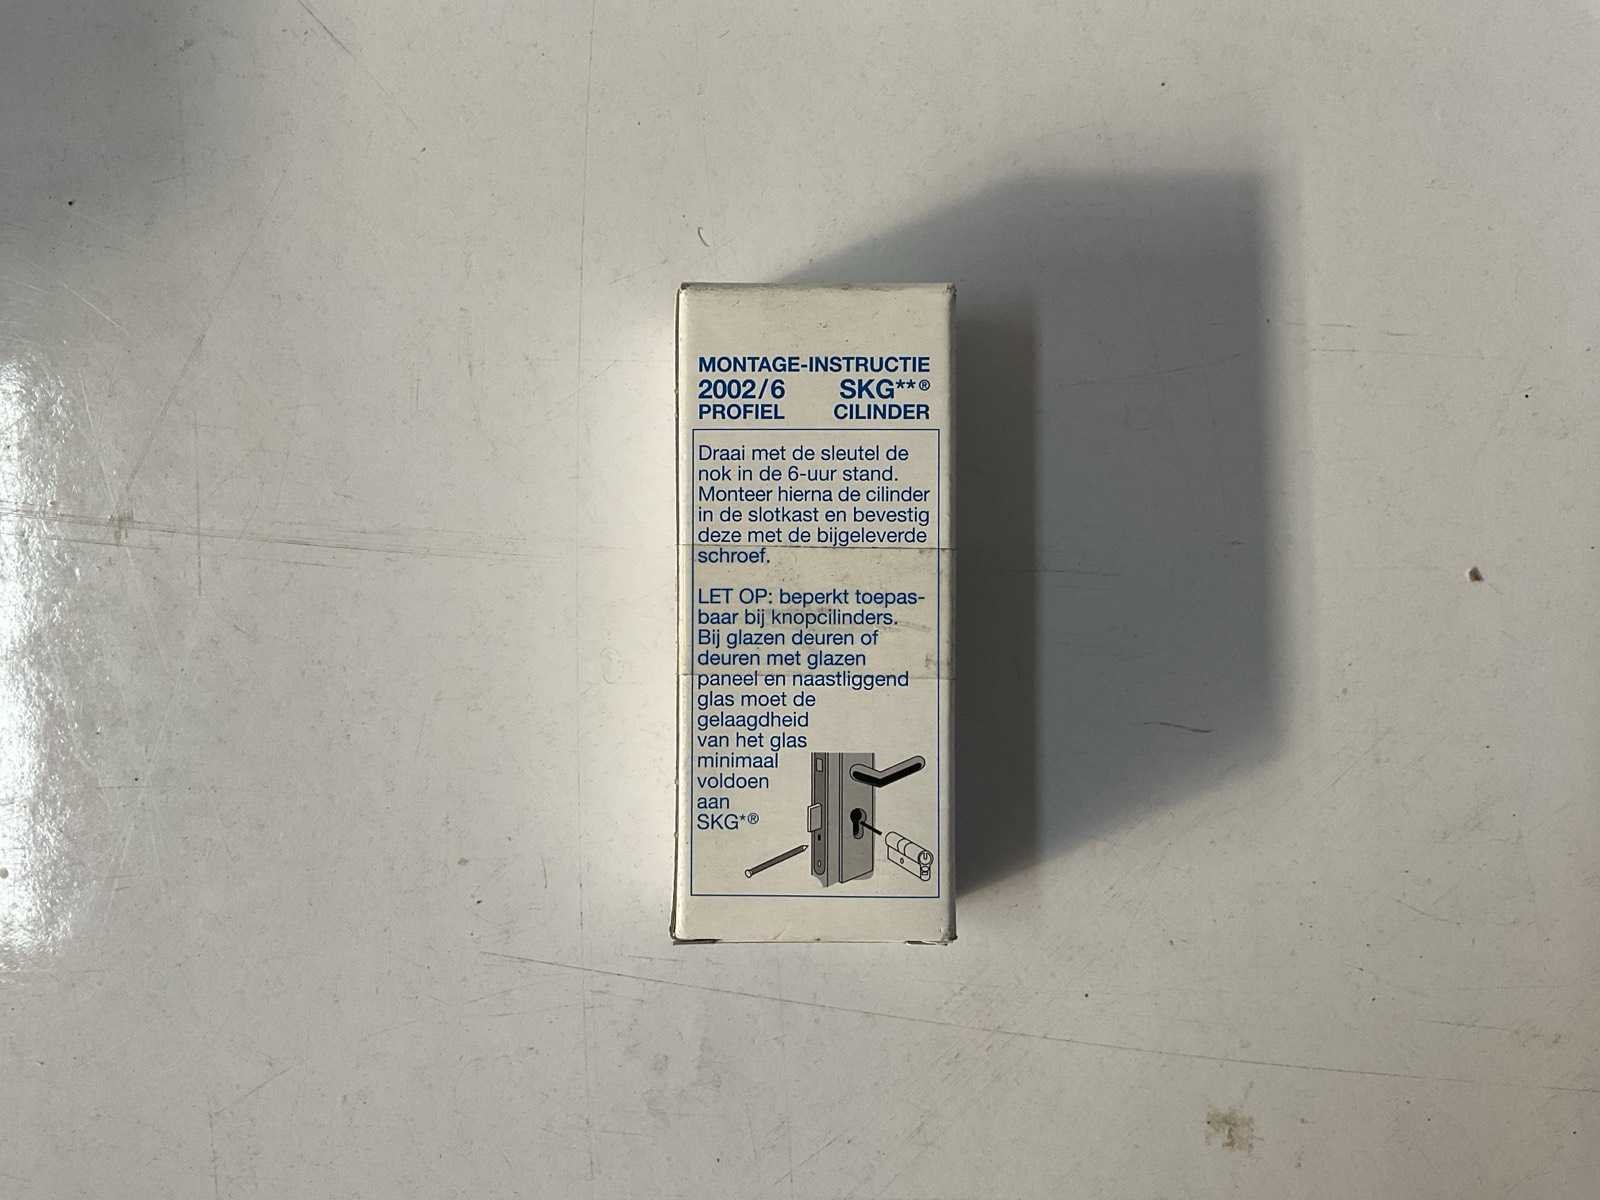 MONTAGE-INSTRUCTIE
2002/6 SKG**®
PROFIEL CILINDER
Draai met de sleutel de
nok in de 6-uur stand.
Monteer hierna de cilinder
in de slotkast en bevestig
deze met de bijgeleverde
schroef.
LET OP: beperkt toepas-
baar bij knopcilinders.
Bij glazen deuren of
deuren met glazen
paneel en naastliggend
glas moet de
gelaagdheid
van het glas
minimaal
voldoen
aan
SKG*®